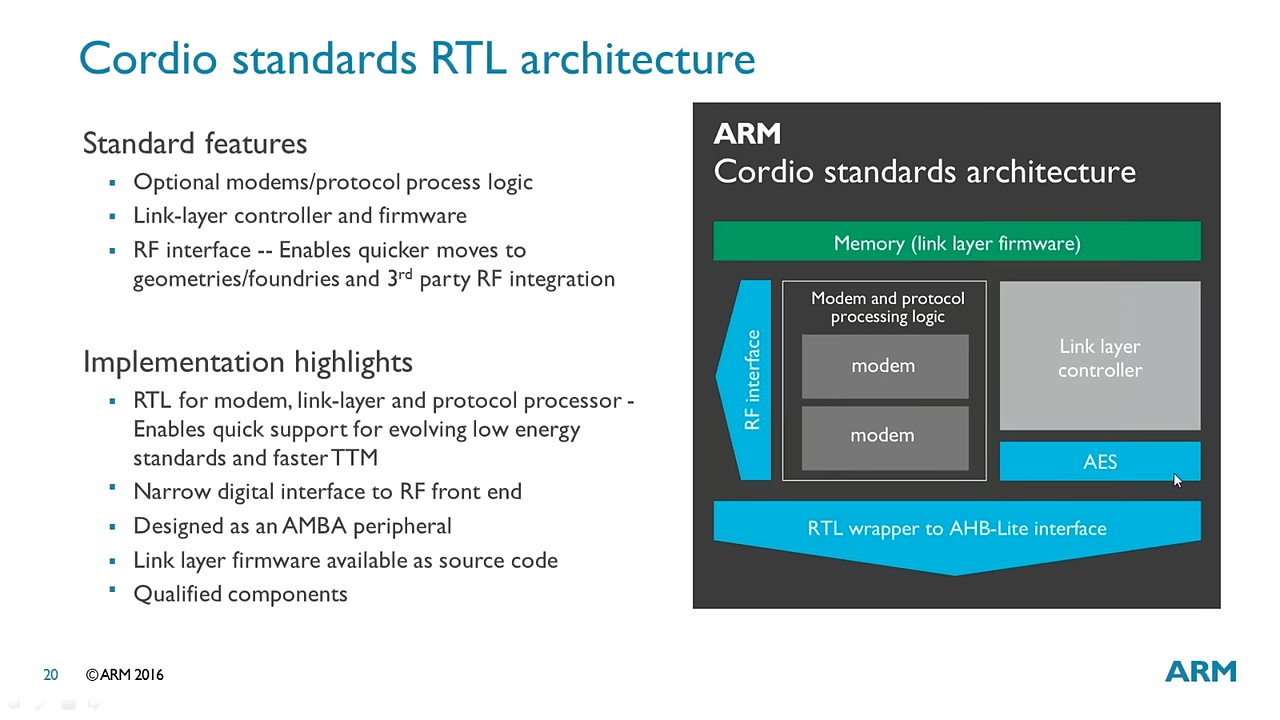 Cordio standards RTL architecture
Standard features
Optional modems/protocol process logic
Link-layer controller and firmware
RF interface -- Enables quicker moves to
geometries/foundries and 3rd party RF integration
Implementation highlights
RTL for modem, link-layer and protocol processor -
Enables quick support for evolving low energy
standards and faster TTM
Narrow digital interface to RF front end
Designed as an AMBA peripheral
Link layer firmware available as source code
Qualified components
ARM
Cordio standards architecture
Memory (link layer firmware)
RF interface
Modem and protocol
processing logic
modem
modem
Link layer
controller
AES
RTL wrapper to AHB-Lite interface
20 © ARM 2016
ARM